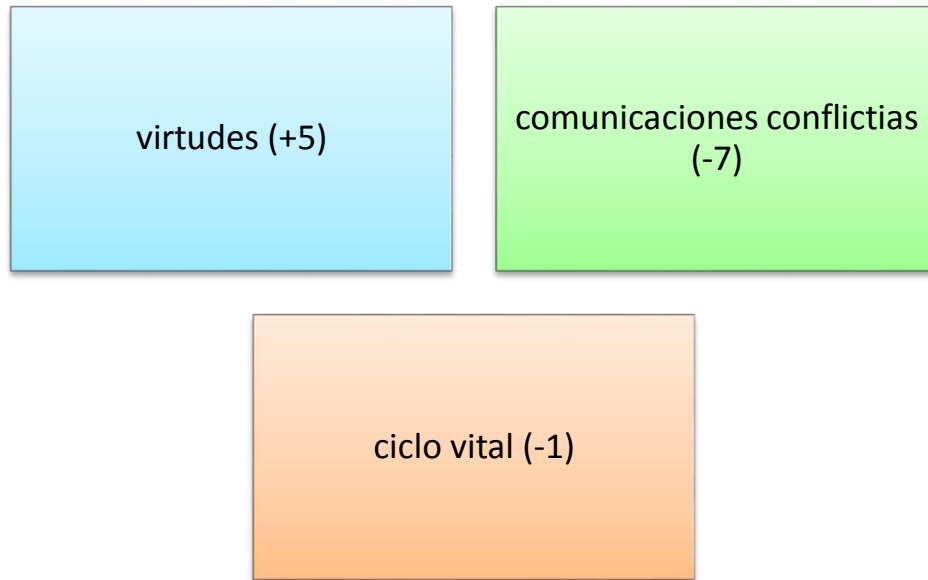 virtudes (+5)
comunicaciones conflictias
(-7)
ciclo vital (-1)